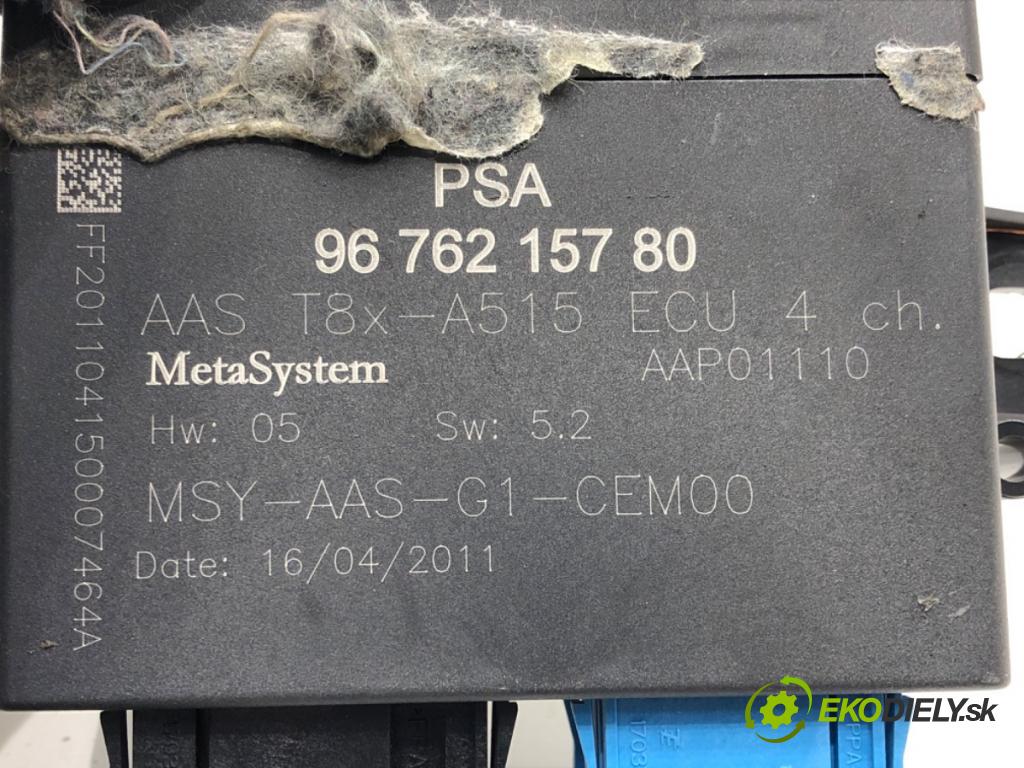 PSA
96 762 157 80
AAS T8x-A515 ECU 4 ch.
MetaSystem AAP01110
Hw: 05 Sw: 5.2
MSY-AAS-G1-CEM00
Date: 16/04/2011
FF201104150007464A
EKODIELY.sk